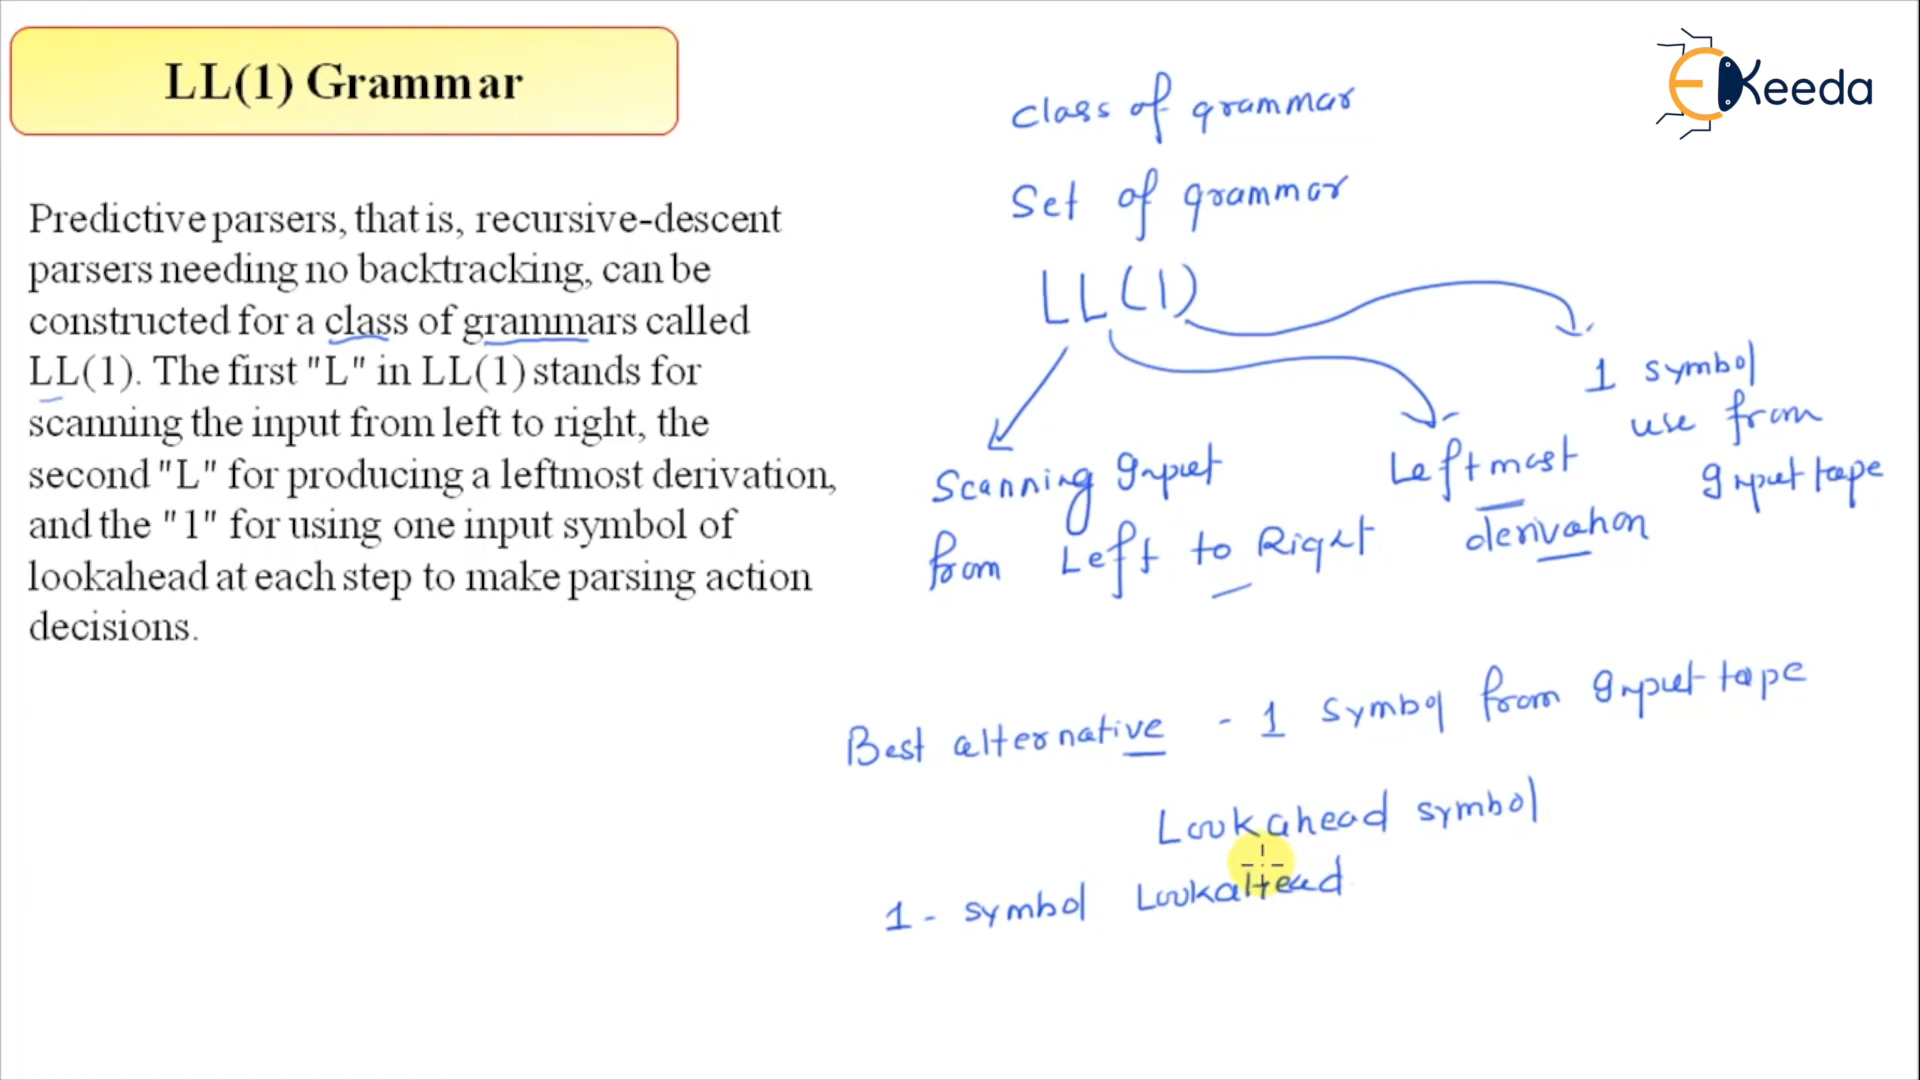 LL(1) Grammar
EKeeda
Predictive parsers, that is, recursive-descent
parsers needing no backtracking, can be
constructed for a class of grammars called
LL(1). The first "L" in LL(1) stands for
scanning the input from left to right, the
second "L" for producing a leftmost derivation,
and the "1" for using one input symbol of
lookahead at each step to make parsing action
decisions.
class of grammar
Set of grammar
LL(1)
Scanning Input
from Left to Right
Leftmost
derivation
1 symbol
use from
Input tape
Best alternative - 1 Symbol from Input tape
Lookahead symbol
1 - symbol Lookahead